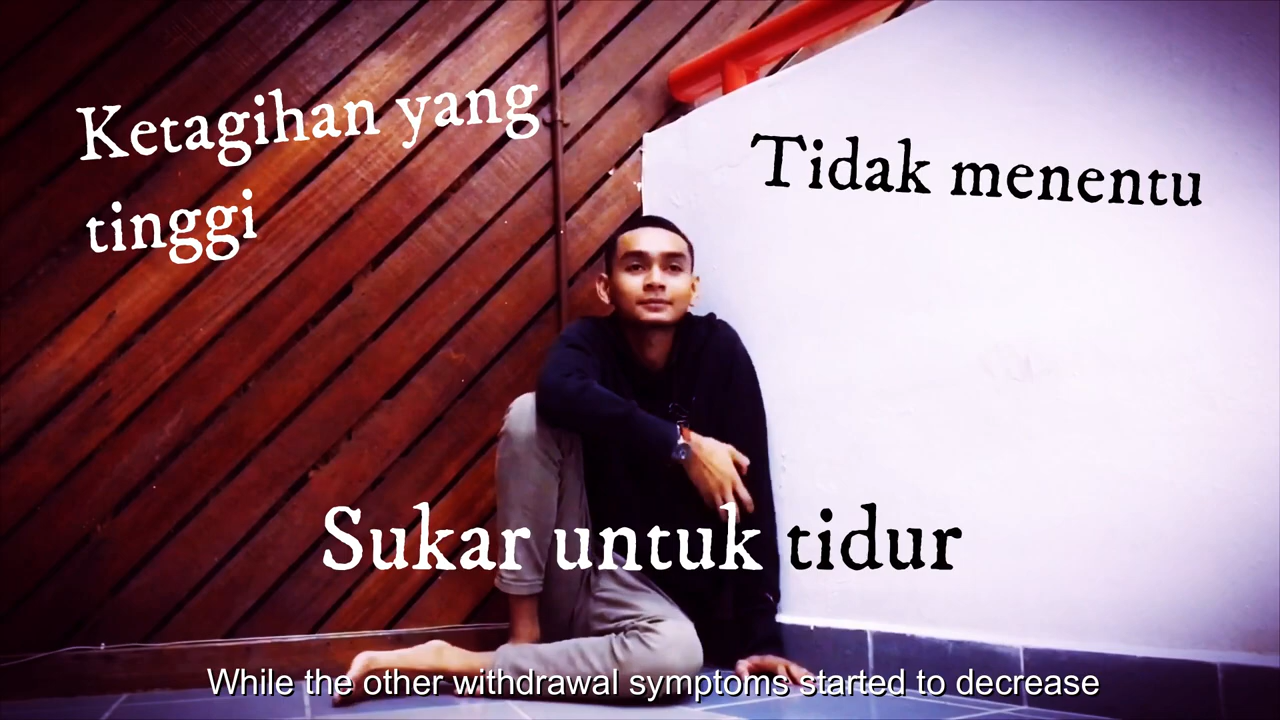 Ketagihan yang
tinggi
Tidak menentu
Sukar untuk tidur
While the other withdrawal symptoms started to decrease